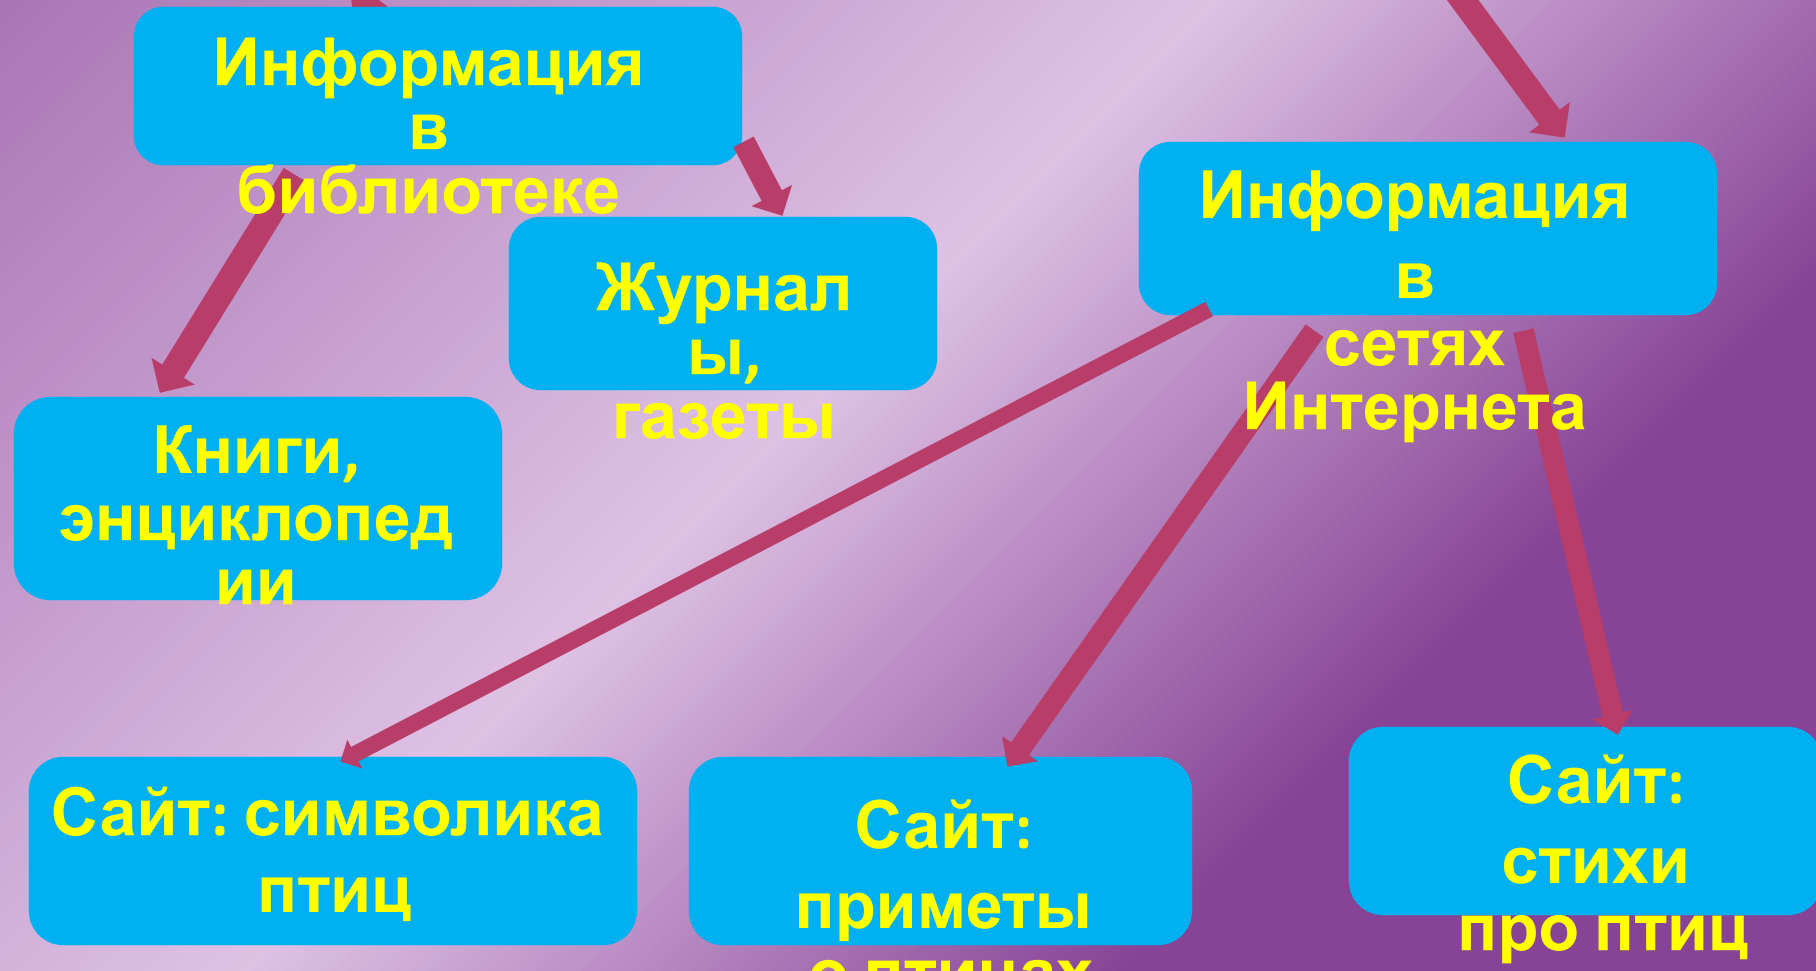 Информация
в
библиотеке
Информация
в
сетях
Интернета
Журнал
ы,
газеты
Книги,
энциклопед
ии
Сайт: символика
птиц
Сайт:
приметы
о птицах
Сайт:
стихи
про птиц